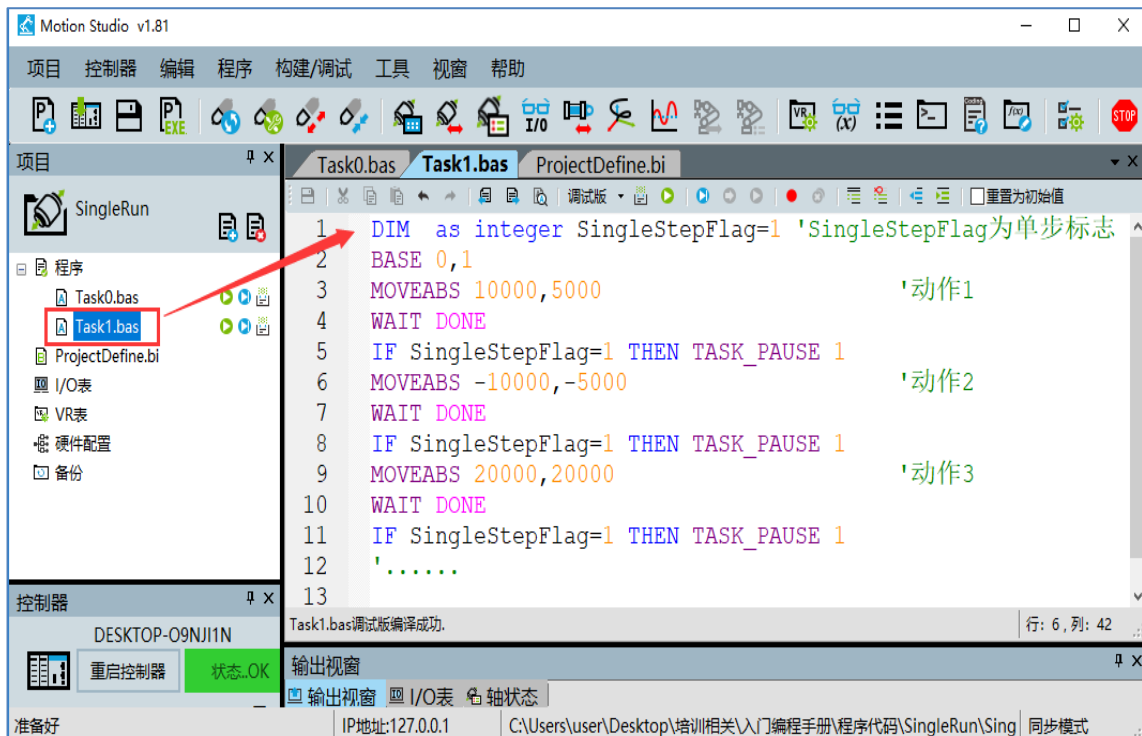 Motion Studio v1.81
项目 控制器 编辑 程序 构建/调试 工具 视窗 帮助
P P EXE I/O VR (x) f(x) STOP
项目
Task0.bas Task1.bas ProjectDefine.bi
SingleRun
调试版 重置为初始值
程序
Task0.bas
Task1.bas
ProjectDefine.bi
I/O表
VR表
硬件配置
备份
1 DIM as integer SingleStepFlag=1 'SingleStepFlag为单步标志
2 BASE 0,1
3 MOVEABS 10000,5000 '动作1
4 WAIT DONE
5 IF SingleStepFlag=1 THEN TASK_PAUSE 1
6 MOVEABS -10000,-5000 '动作2
7 WAIT DONE
8 IF SingleStepFlag=1 THEN TASK_PAUSE 1
9 MOVEABS 20000,20000 '动作3
10 WAIT DONE
11 IF SingleStepFlag=1 THEN TASK_PAUSE 1
12 '......
13
Task1.bas调试版编译成功. 行: 6 , 列: 42
控制器
DESKTOP-O9NJI1N
重启控制器 状态..OK
输出视窗
输出视窗 I/O表 轴状态
准备好 IP地址:127.0.0.1 C:\Users\user\Desktop\培训相关\入门编程手册\程序代码\SingleRun\Sing 同步模式